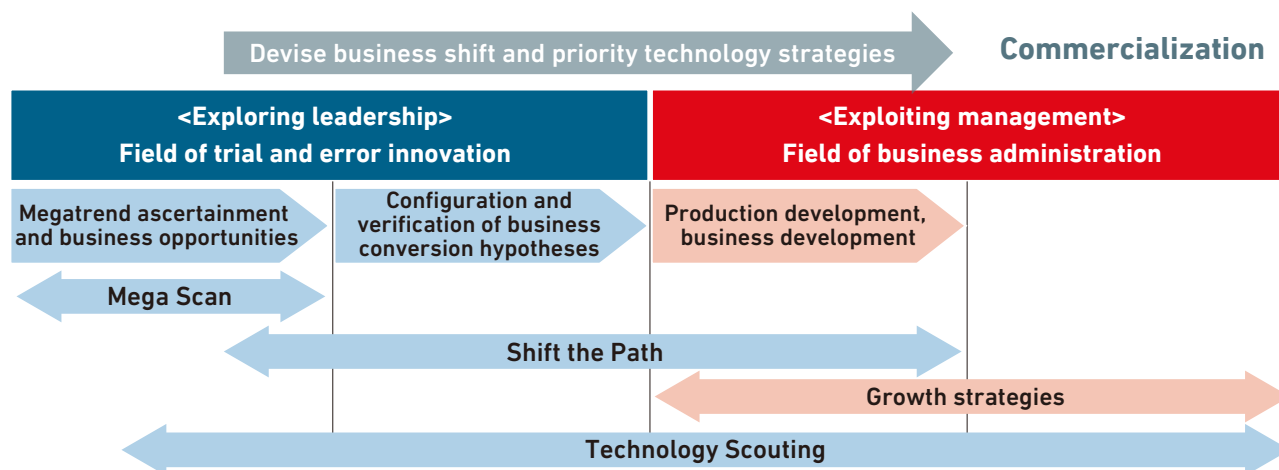 Devise business shift and priority technology strategies
Commercialization
<Exploring leadership>
Field of trial and error innovation
<Exploiting management>
Field of business administration
Megatrend ascertainment
and business opportunities
Configuration and
verification of business
conversion hypotheses
Production development,
business development
Mega Scan
Shift the Path
Growth strategies
Technology Scouting